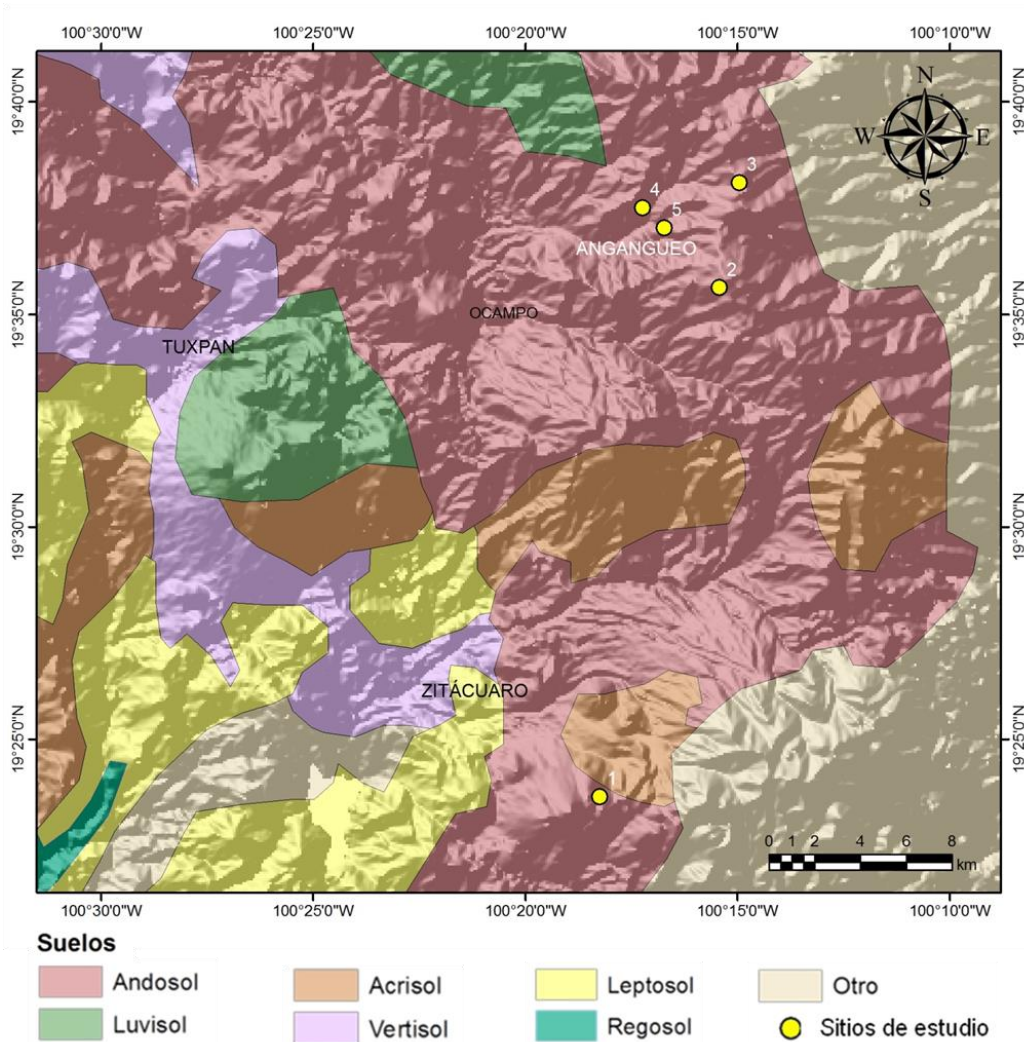 100°30'0"W 100°25'0"W 100°20'0"W 100°15'0"W 100°10'0"W
19°40'0"N 19°40'0"N
N
W E
S
3
4
5
ANGANGUEO
2
19°35'0"N 19°35'0"N
OCAMPO
TUXPAN
19°30'0"N 19°30'0"N
ZITÁCUARO
19°25'0"N 19°25'0"N
1
0 1 2 4 6 8
km
100°30'0"W 100°25'0"W 100°20'0"W 100°15'0"W 100°10'0"W
Suelos
Andosol Acrisol Leptosol Otro
Luvisol Vertisol Regosol Sitios de estudio